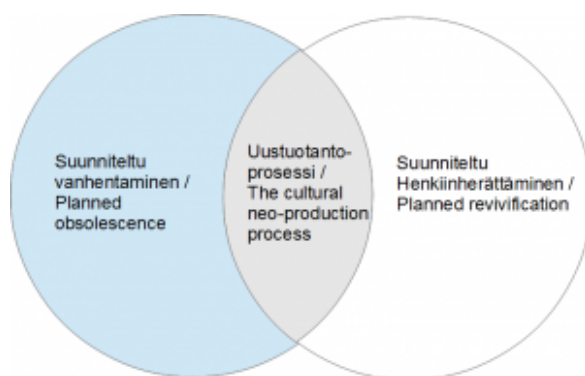 Suunniteltu
vanhentaminen /
Planned
obsolescence
Uustuotanto-
prosessi /
The cultural
neo-production
process
Suunniteltu
Henkiinherättäminen /
Planned revivification